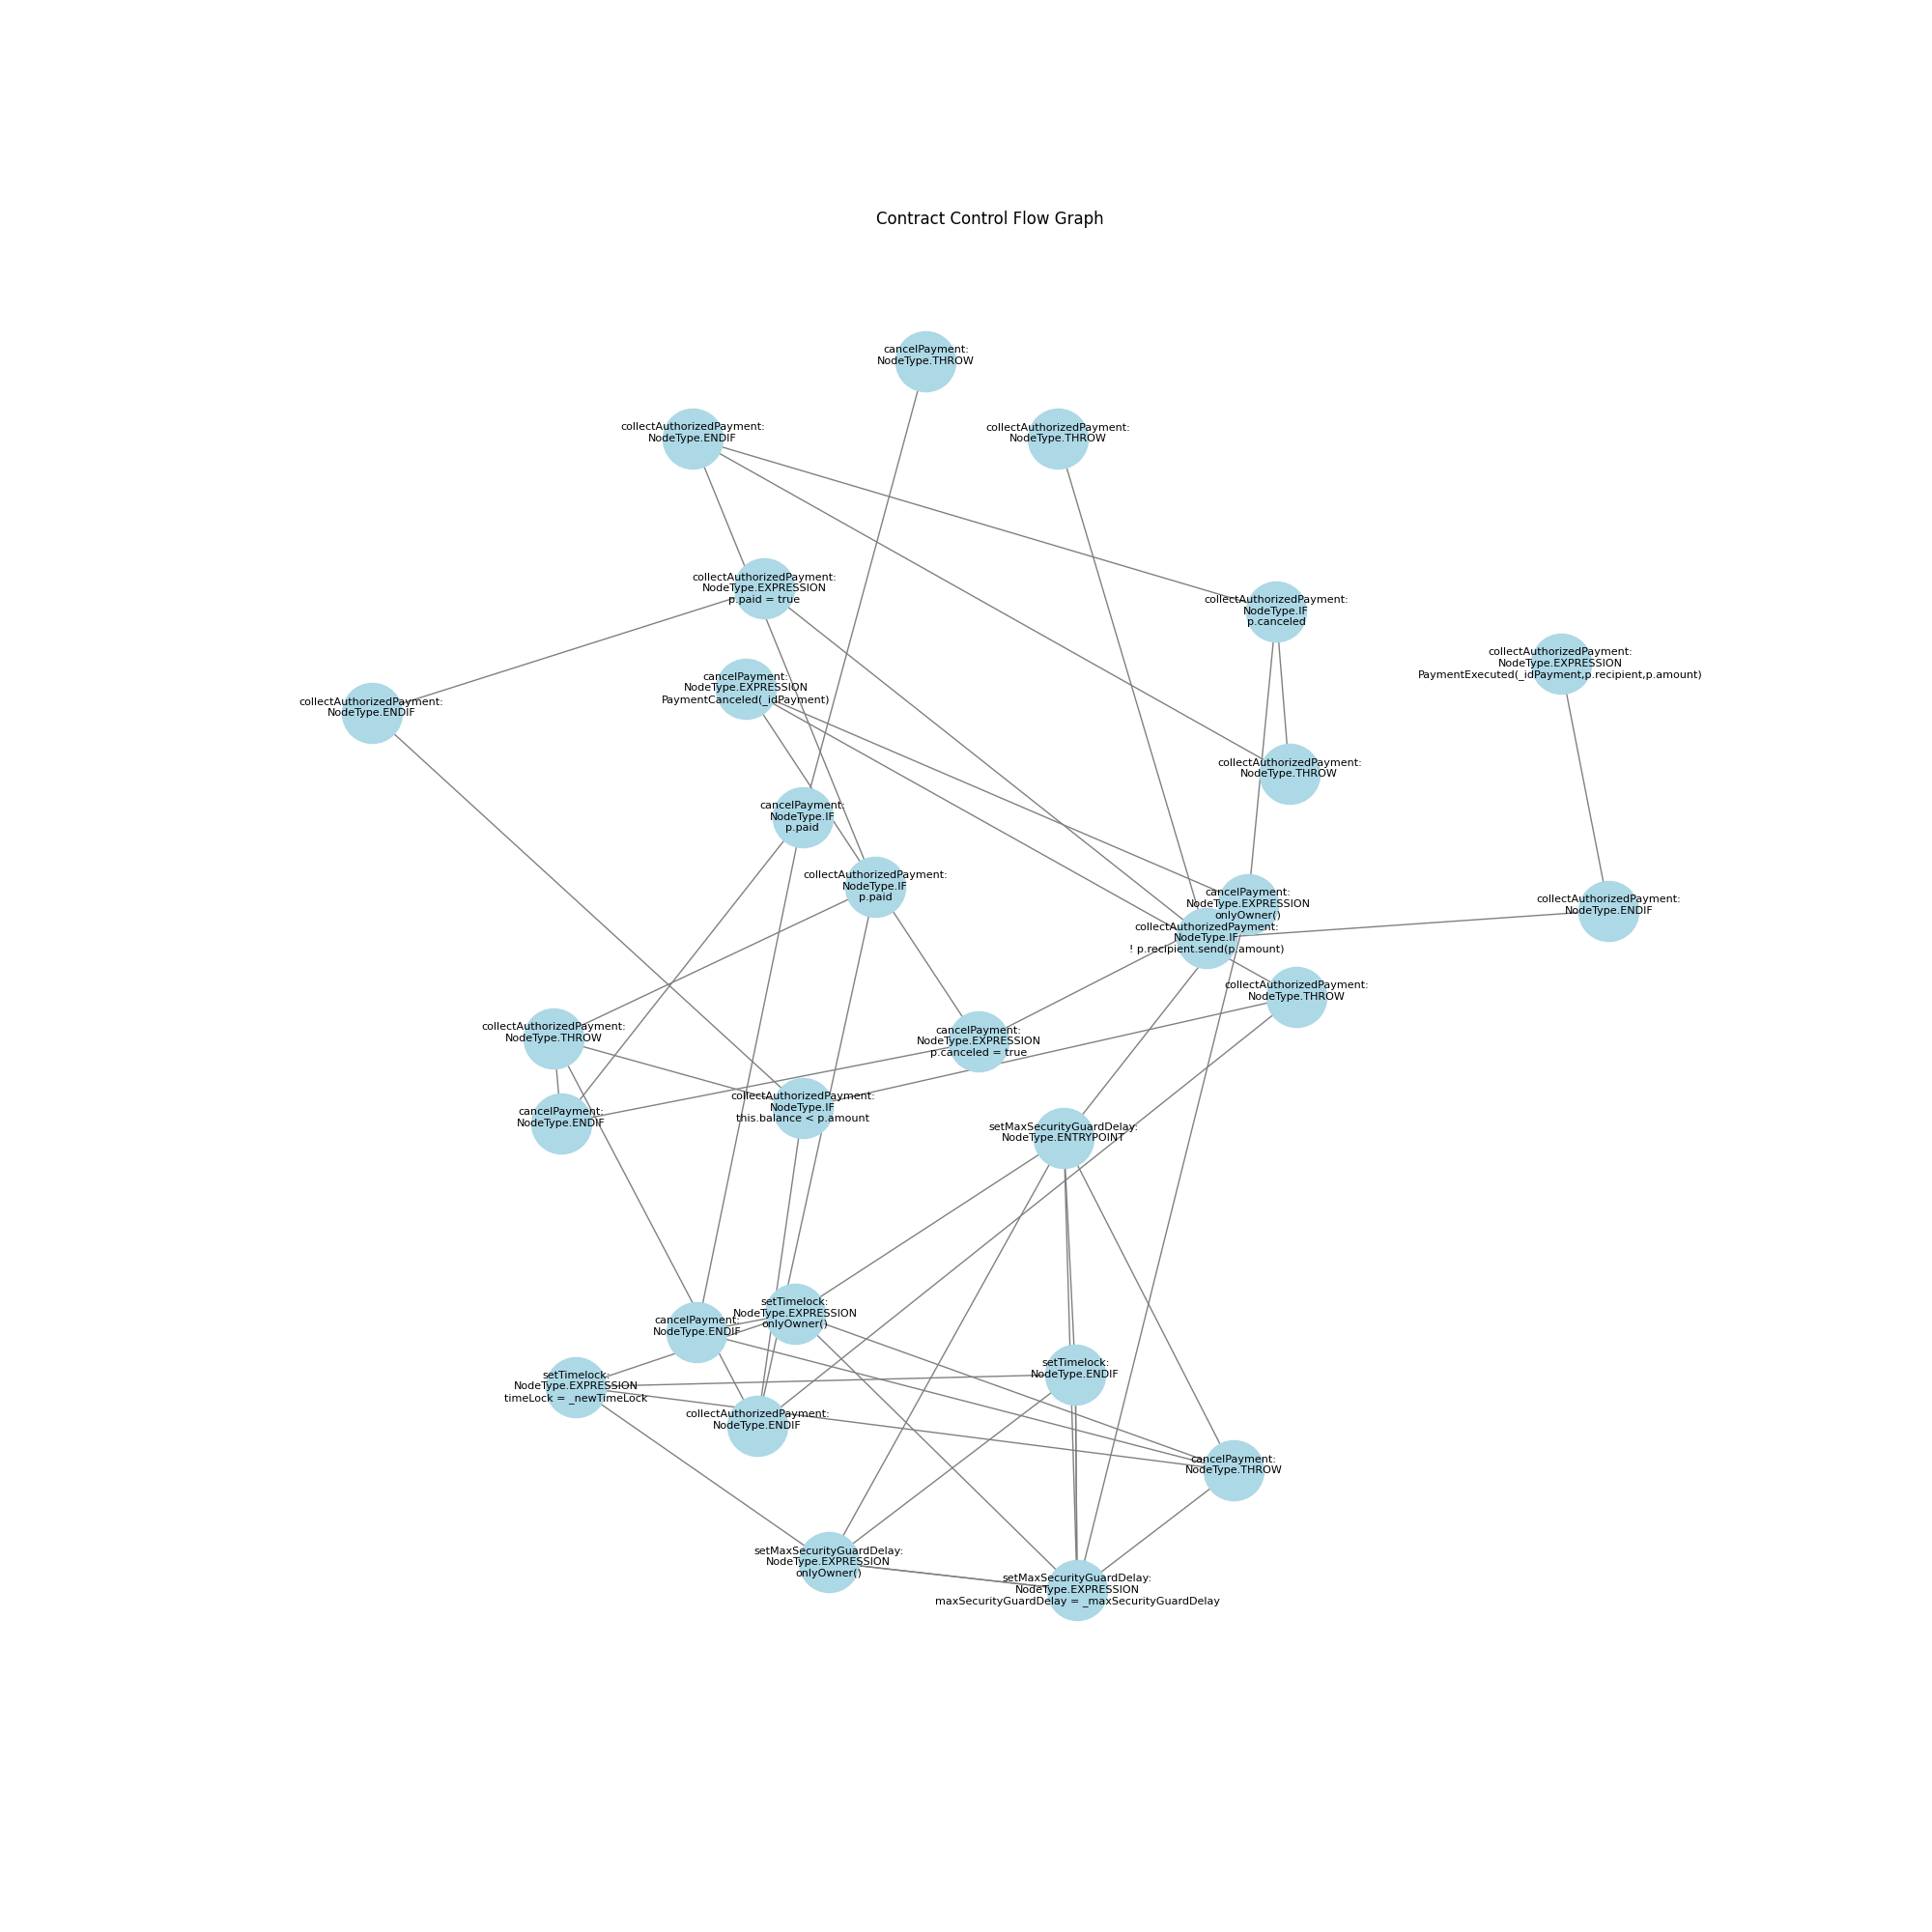 Contract Control Flow Graph
cancelPayment:
NodeType.THROW
collectAuthorizedPayment:
NodeType.ENDIF
collectAuthorizedPayment:
NodeType.THROW
collectAuthorizedPayment:
NodeType.EXPRESSION
p.paid = true
collectAuthorizedPayment:
NodeType.IF
p.canceled
collectAuthorizedPayment:
NodeType.EXPRESSION
PaymentExecuted(_idPayment,p.recipient,p.amount)
cancelPayment:
NodeType.EXPRESSION
PaymentCanceled(_idPayment)
collectAuthorizedPayment:
NodeType.ENDIF
collectAuthorizedPayment:
NodeType.THROW
cancelPayment:
NodeType.IF
p.paid
collectAuthorizedPayment:
NodeType.IF
p.paid
cancelPayment:
NodeType.EXPRESSION
onlyOwner()
collectAuthorizedPayment:
NodeType.ENDIF
collectAuthorizedPayment:
NodeType.IF
! p.recipient.send(p.amount)
collectAuthorizedPayment:
NodeType.THROW
collectAuthorizedPayment:
NodeType.THROW
cancelPayment:
NodeType.EXPRESSION
p.canceled = true
collectAuthorizedPayment:
NodeType.IF
this.balance < p.amount
cancelPayment:
NodeType.ENDIF
setMaxSecurityGuardDelay:
NodeType.ENTRYPOINT
setTimelock:
NodeType.EXPRESSION
onlyOwner()
cancelPayment:
NodeType.ENDIF
setTimelock:
NodeType.ENDIF
setTimelock:
NodeType.EXPRESSION
timeLock = _newTimeLock
collectAuthorizedPayment:
NodeType.ENDIF
cancelPayment:
NodeType.THROW
setMaxSecurityGuardDelay:
NodeType.EXPRESSION
onlyOwner()
setMaxSecurityGuardDelay:
NodeType.EXPRESSION
maxSecurityGuardDelay = _maxSecurityGuardDelay